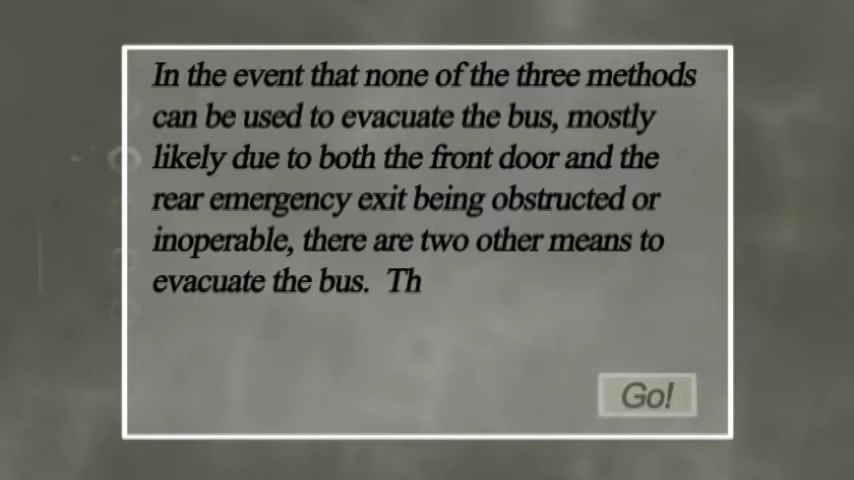 In the event that none of the three methods
can be used to evacuate the bus, mostly
likely due to both the front door and the
rear emergency exit being obstructed or
inoperable, there are two other means to
evacuate the bus.  Th
Go!